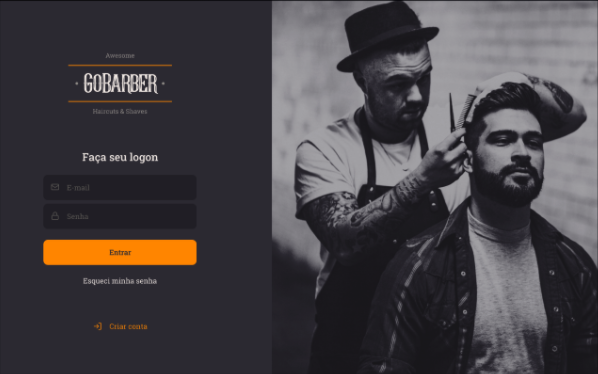 Awesome
GOBARBER
Haircuts & Shaves
Faça seu logon
E-mail
Senha
Entrar
Esqueci minha senha
Criar conta